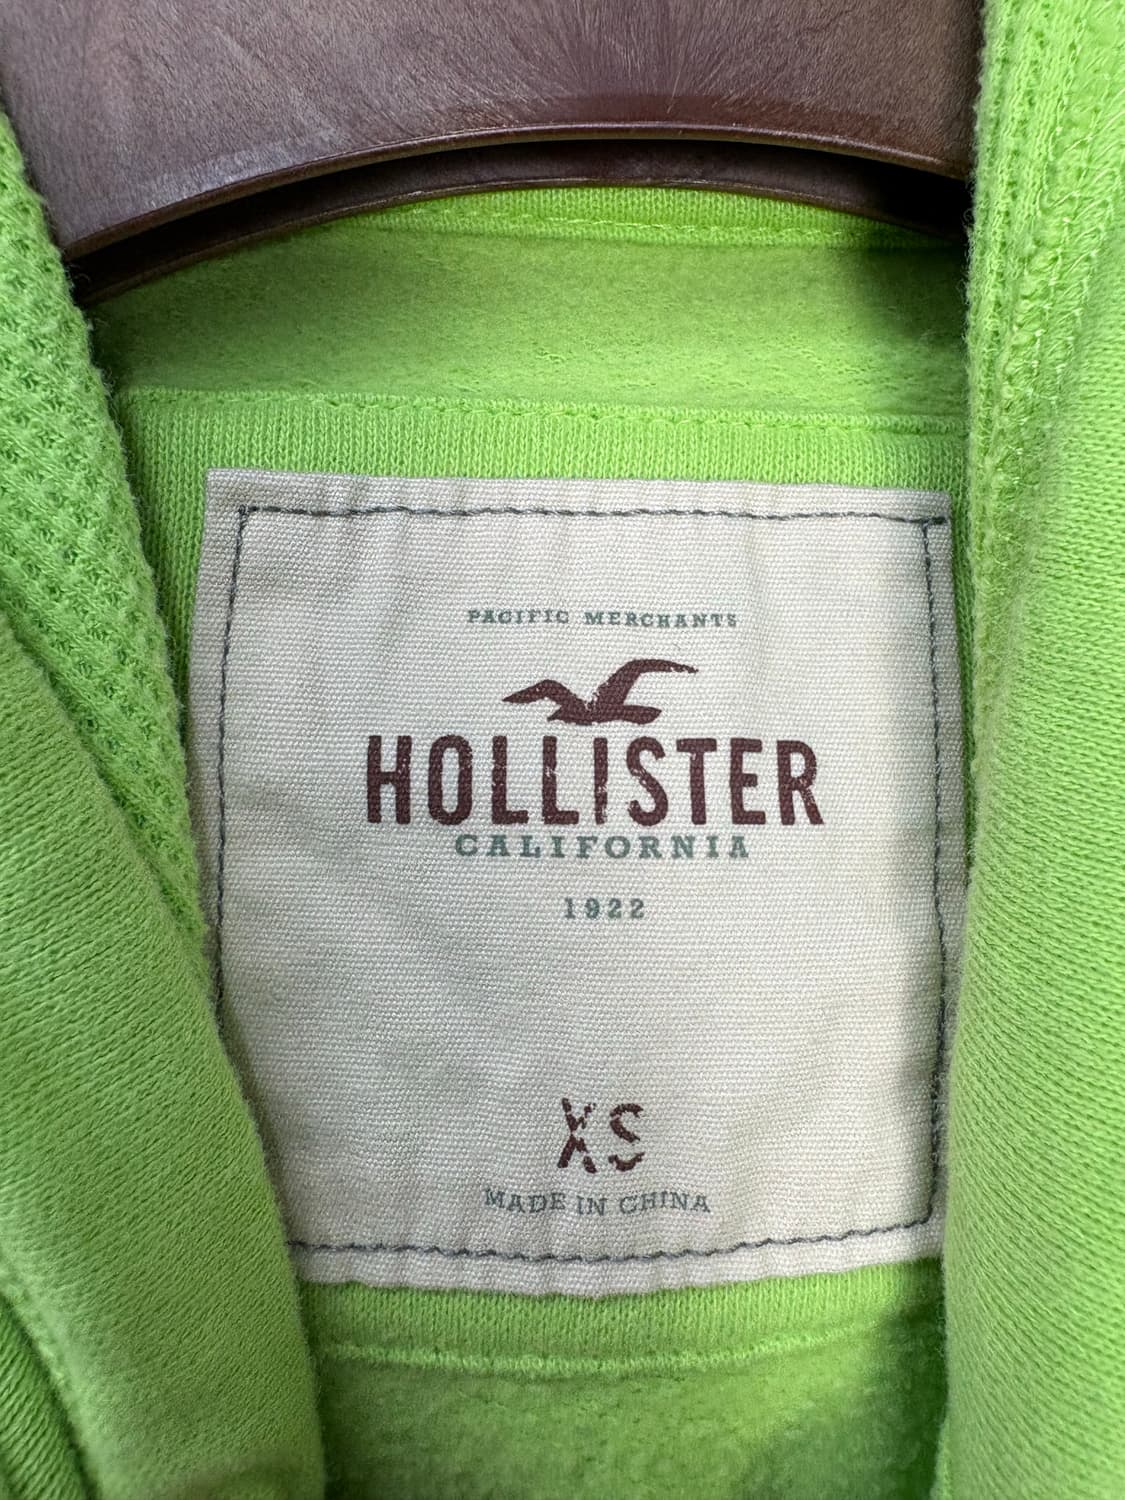 PACIFIC MERCHANTS
HOLLISTER
CALIFORNIA
1922
XS
MADE IN CHINA